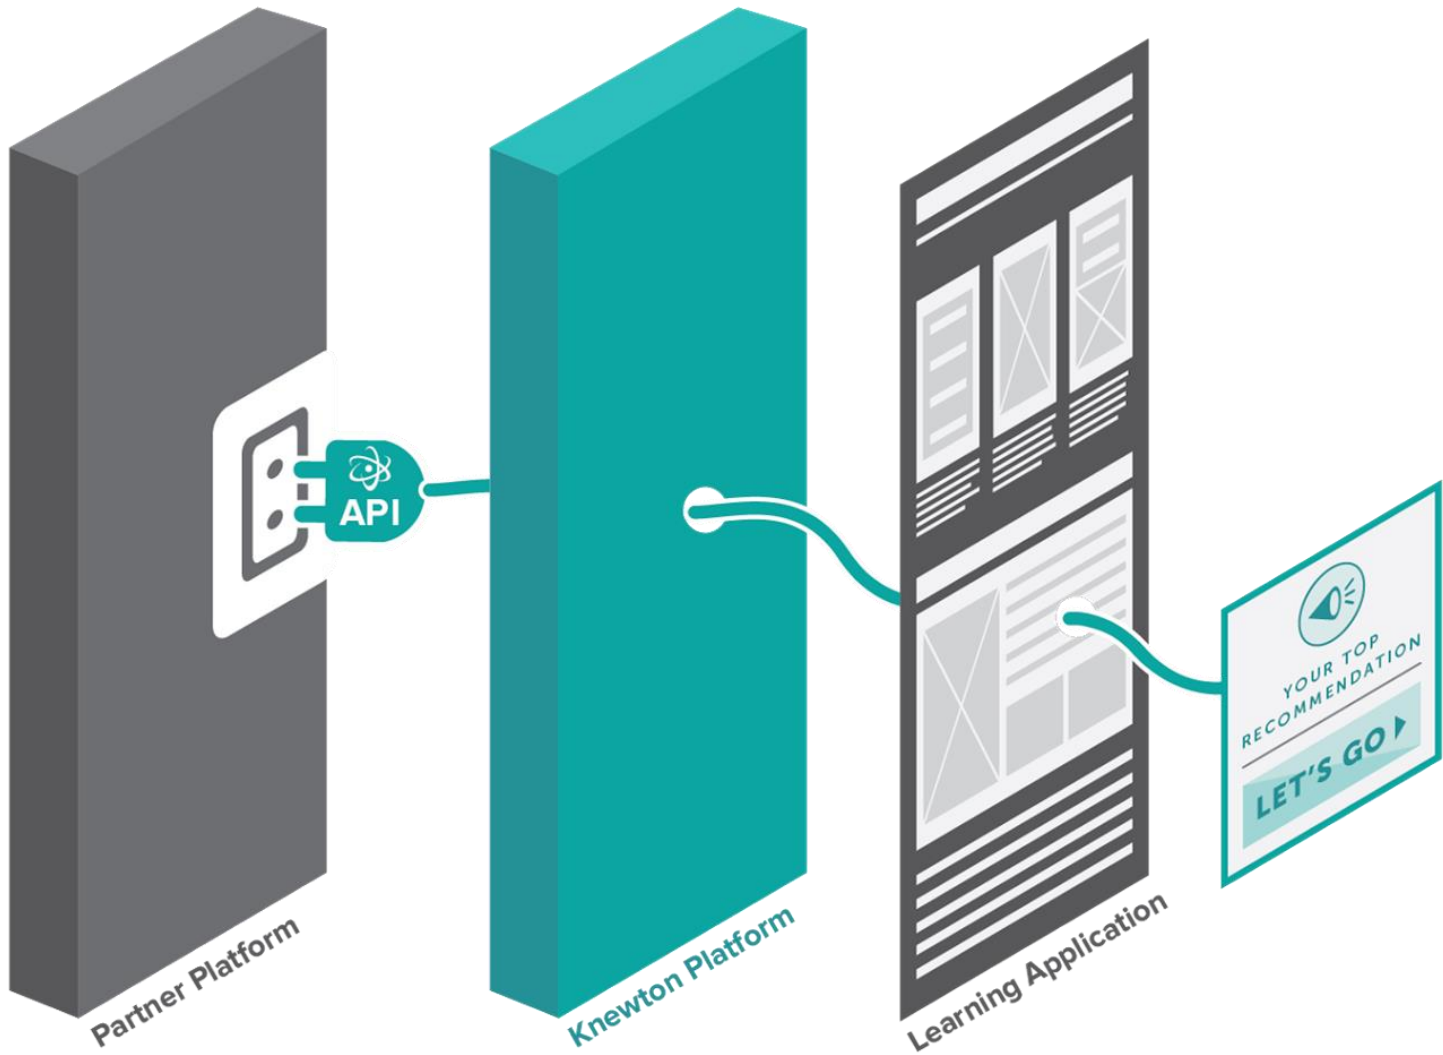 API
YOUR TOP
RECOMMENDATION
LET'S GO
Partner Platform
Knewton Platform
Learning Application